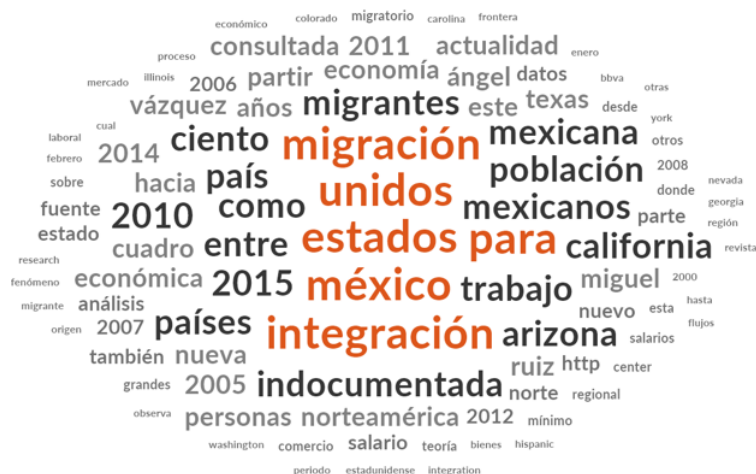 económico colorado migratorio carolina frontera
consultada 2011 actualidad
proceso enero
mercado illinois 2006 partir economía ángel datos bbva otras
vázquez años migrantes este texas desde
laboral cual ciento migración mexicana york otros
febrero 2014 población 2008
sobre hacia país unidos donde nevada
fuente 2010 como mexicanos parte georgia
estado cuadro entre estados para california región revista
research
fenómeno económica 2015 méxico trabajo miguel 2000
migrante análisis nuevo esta hasta
origen 2007 países integración arizona salarios flujos
también nueva ruiz http center
grandes 2005 indocumentada norte regional
observa personas norteamérica 2012 mínimo
washington comercio salario teoría bienes hispanic
periodo estadunidense integration